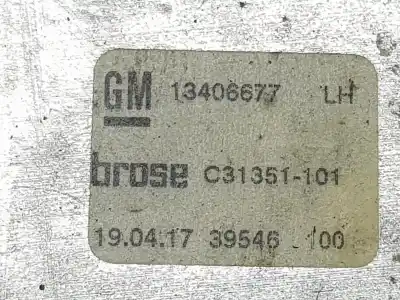 GM 13406677 LH
brose C31351-101
19.04.17 39546 100